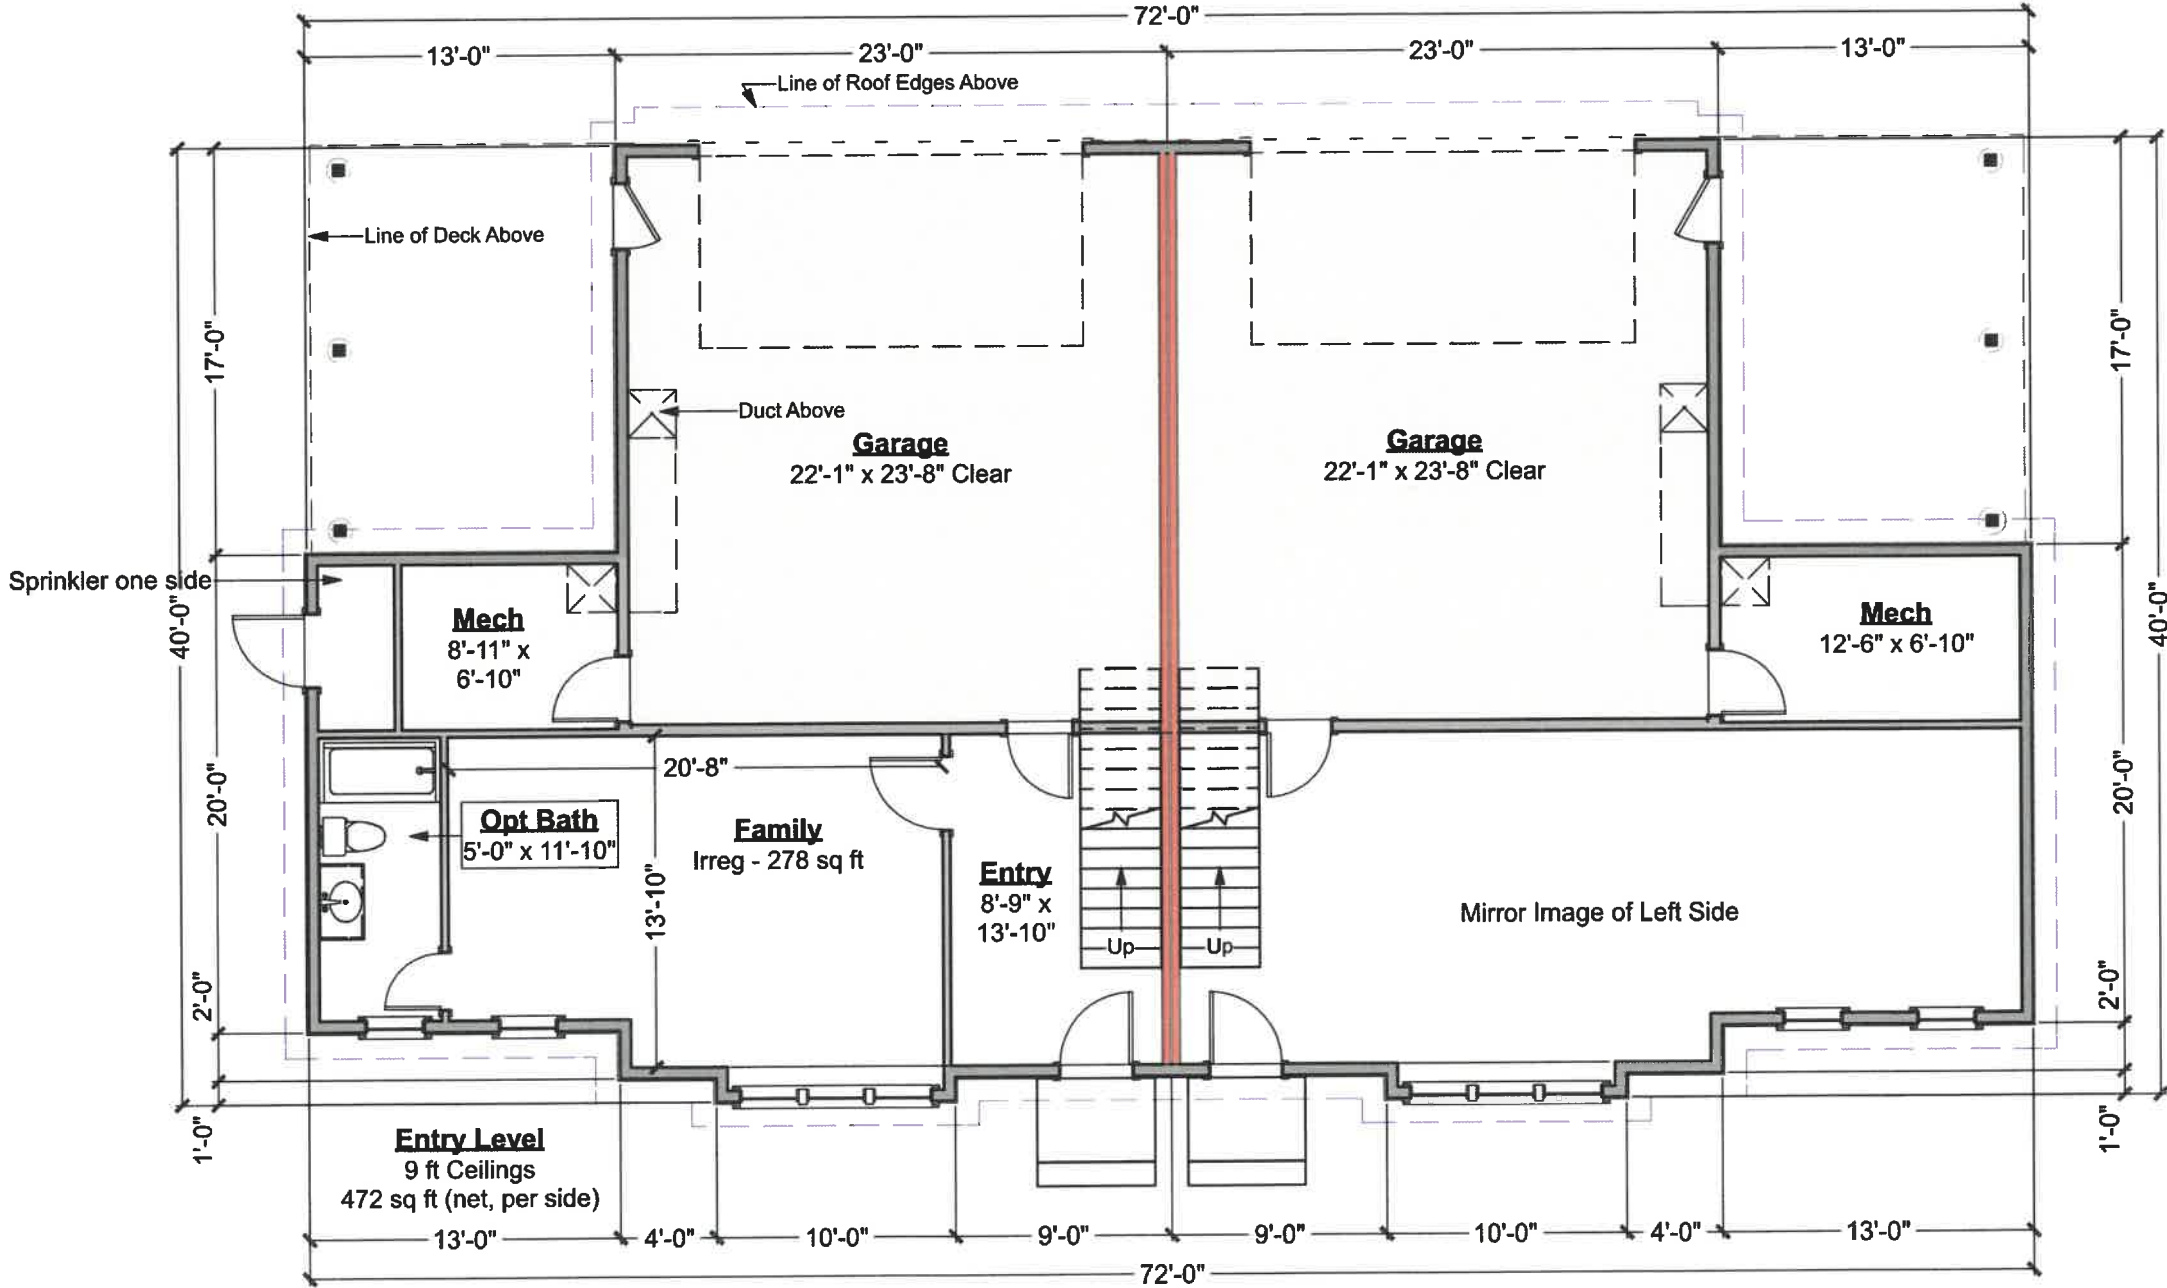 72'-0"
13'-0"
23'-0"
23'-0"
13'-0"
Line of Roof Edges Above
Line of Deck Above
17'-0"
17'-0"
Duct Above
Garage
22'-1" x 23'-8" Clear
Garage
22'-1" x 23'-8" Clear
Sprinkler one side
40'-0"
40'-0"
Mech
8'-11" x
6'-10"
Mech
12'-6" x 6'-10"
20'-8"
20'-0"
20'-0"
Opt Bath
5'-0" x 11'-10"
Family
Irreg - 278 sq ft
13'-10"
Entry
8'-9" x
13'-10"
Up
Up
Mirror Image of Left Side
2'-0"
2'-0"
1'-0"
1'-0"
Entry Level
9 ft Ceilings
472 sq ft (net, per side)
13'-0"
4'-0"
10'-0"
9'-0"
9'-0"
10'-0"
4'-0"
13'-0"
72'-0"